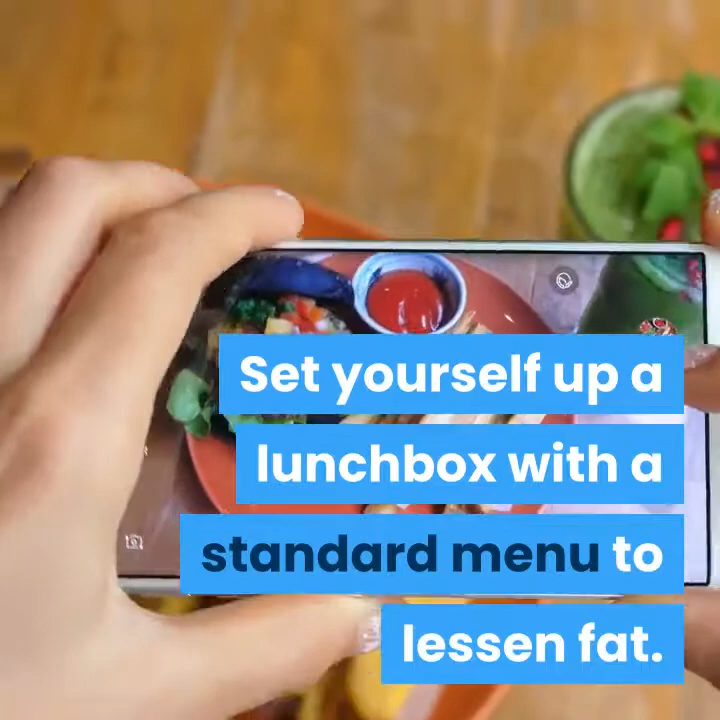 Set yourself up a
lunchbox with a
standard menu to
lessen fat.